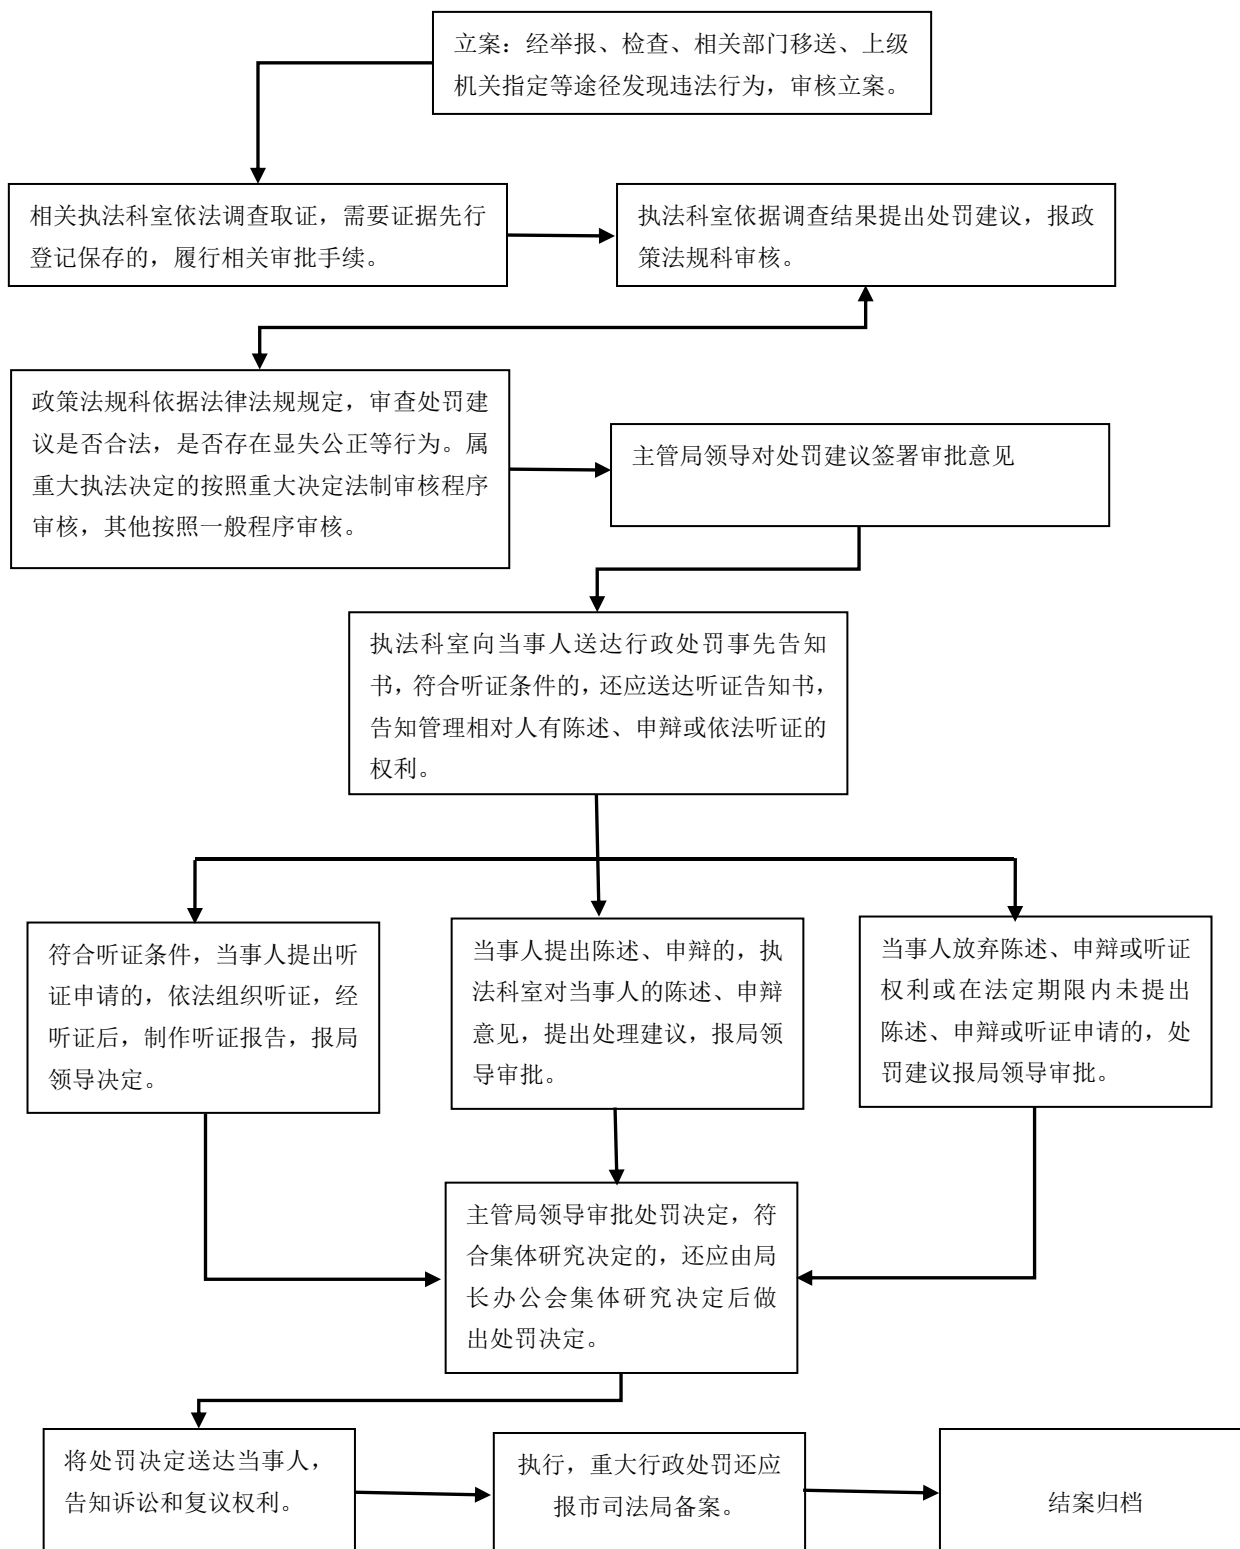 立案：经举报、检查、相关部门移送、上级
机关指定等途径发现违法行为，审核立案。
相关执法科室依法调查取证，需要证据先行
登记保存的，履行相关审批手续。
执法科室依据调查结果提出处罚建议，报政
策法规科审核。
政策法规科依据法律法规规定，审查处罚建
议是否合法，是否存在显失公正等行为。属
重大执法决定的按照重大决定法制审核程序
审核，其他按照一般程序审核。
主管局领导对处罚建议签署审批意见
执法科室向当事人送达行政处罚事先告知
书，符合听证条件的，还应送达听证告知书，
告知管理相对人有陈述、申辩或依法听证的
权利。
符合听证条件，当事人提出听
证申请的，依法组织听证，经
听证后，制作听证报告，报局
领导决定。
当事人提出陈述、申辩的，执
法科室对当事人的陈述、申辩
意见，提出处理建议，报局领
导审批。
当事人放弃陈述、申辩或听证
权利或在法定期限内未提出
陈述、申辩或听证申请的，处
罚建议报局领导审批。
主管局领导审批处罚决定，符
合集体研究决定的，还应由局
长办公会集体研究决定后做
出处罚决定。
将处罚决定送达当事人，
告知诉讼和复议权利。
执行，重大行政处罚还应
报市司法局备案。
结案归档